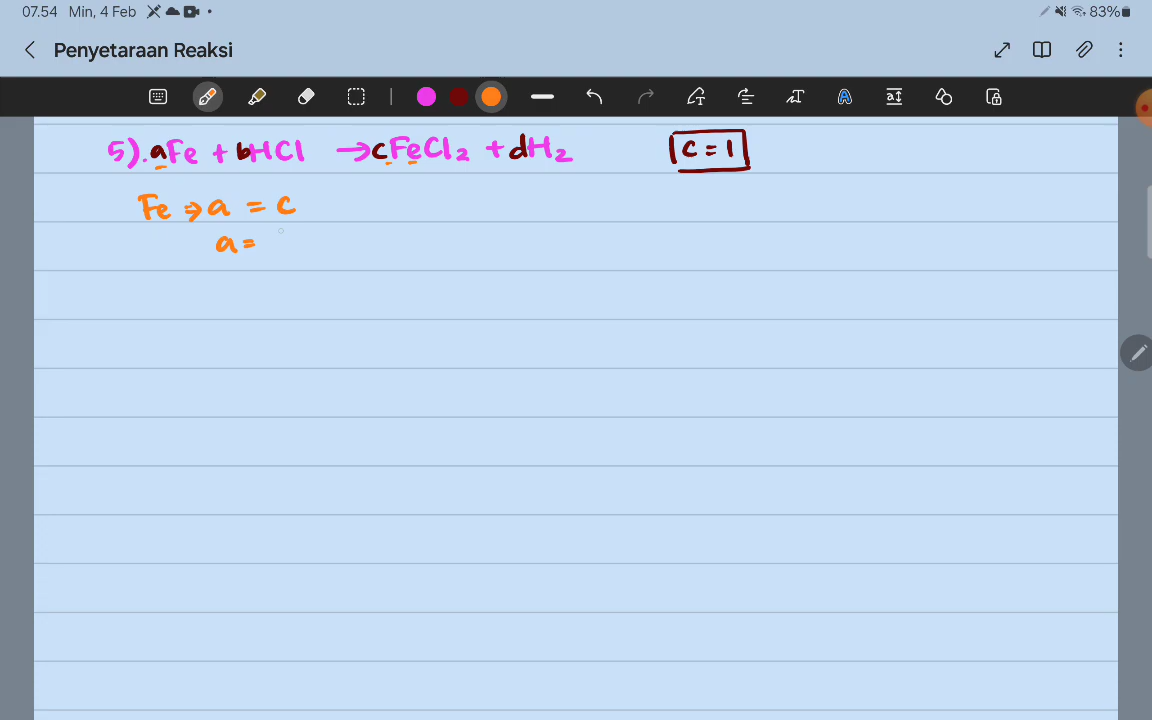 07.54 Min, 4 Feb 83%
Penyetaraan Reaksi
5). aFe + bHCl → cFeCl₂ + dH₂ c = 1
Fe → a = c
a =